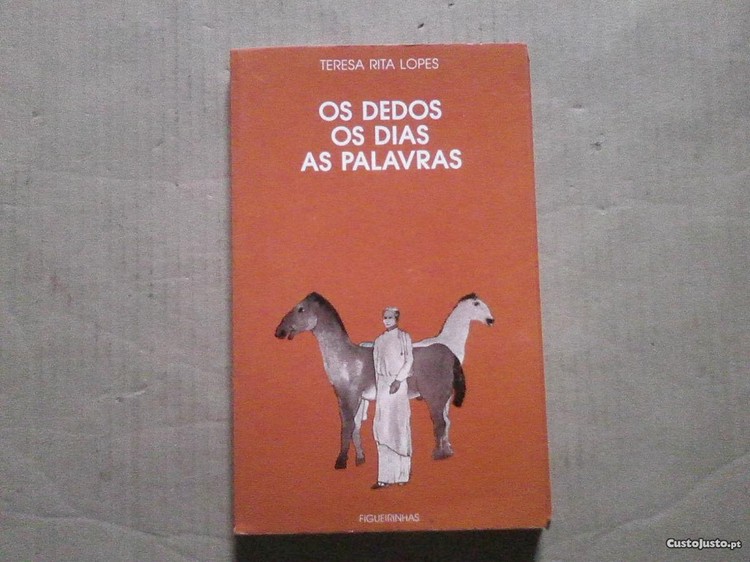 TERESA RITA LOPES
OS DEDOS
OS DIAS
AS PALAVRAS
FIGUEIRINHAS
CustoJusto.pt